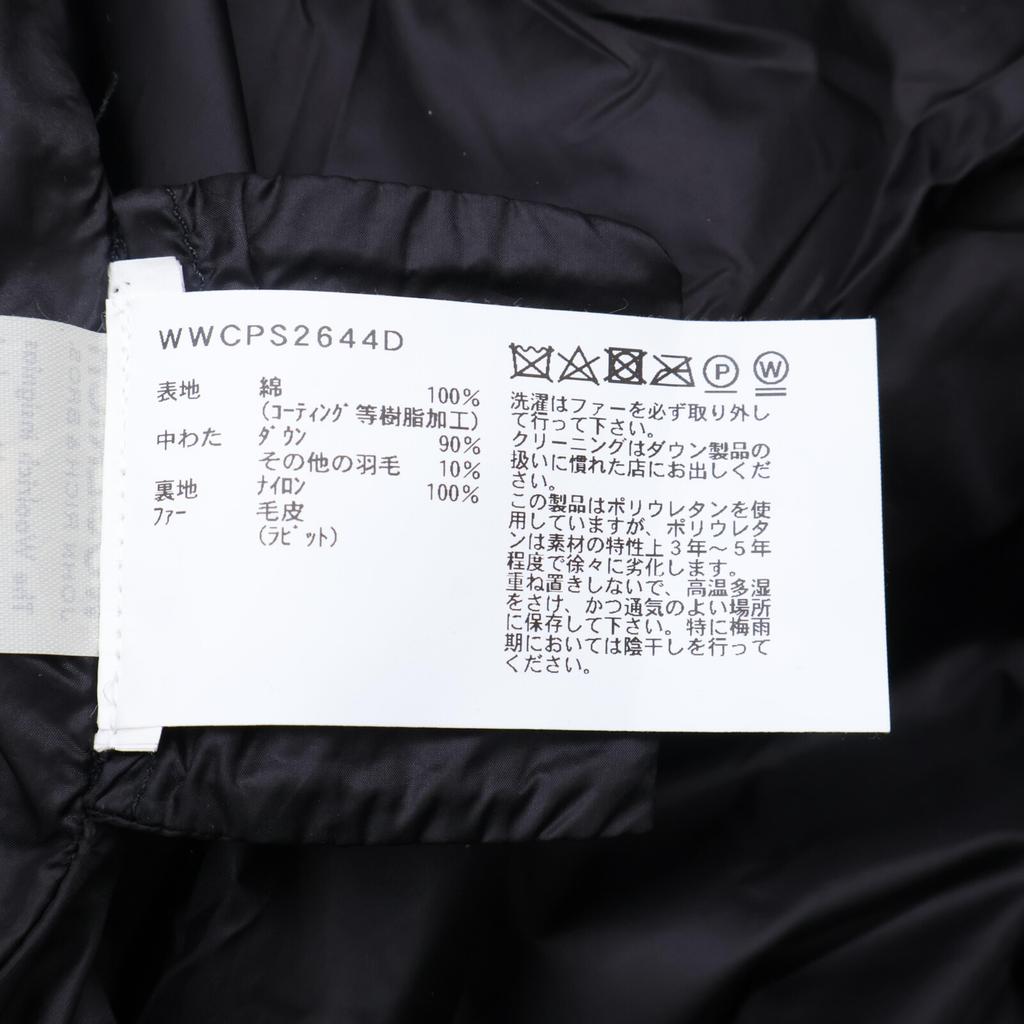 WWCPS2644D
表地 綿 100%
(ｺｰﾃｨﾝｸﾞ等樹脂加工)
中わた ﾀﾞｳﾝ 90%
その他の羽毛 10%
裏地 ﾅｲﾛﾝ 100%
ﾌｧｰ 毛皮
(ﾗﾋﾞｯﾄ)
P W
洗濯はファーを必ず取り外し
て行って下さい。
クリーニングはダウン製品の
扱いに慣れた店にお出しくだ
さい。
この製品はポリウレタンを使
用していますが、ポリウレタ
ンは素材の特性上３年～５年
程度で徐々に劣化します。
重ね置きしないで、高温多湿
をさけ、かつ通気のよい場所
に保存して下さい。特に梅雨
期においては陰干しを行って
ください。